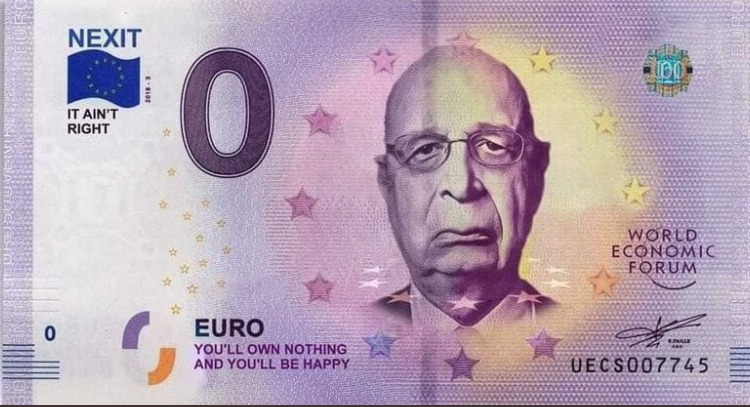 NEXIT
IT AIN'T
RIGHT
2018 - 3
0
WORLD
ECONOMIC
FORUM
0
EURO
YOU'LL OWN NOTHING
AND YOU'LL BE HAPPY
UECS007745